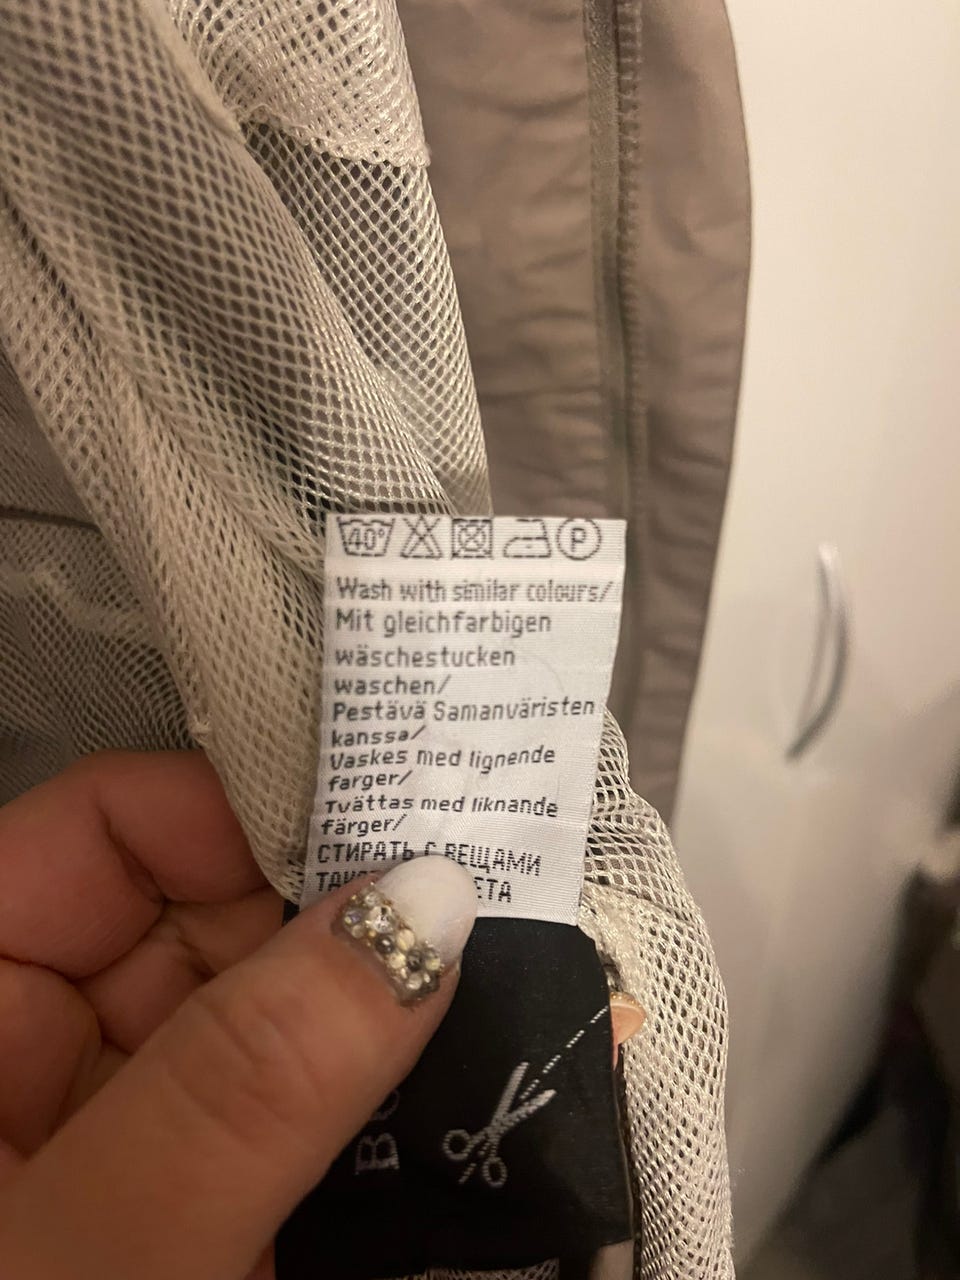 40°
P
Wash with similar colours/
Mit gleichfarbigen
wäschestucken
waschen/
Pestävä Samanväristen
kanssa/
Vaskes med lignende
farger/
Tvättas med liknande
färger/
СТИРАТЬ С ВЕЩАМИ